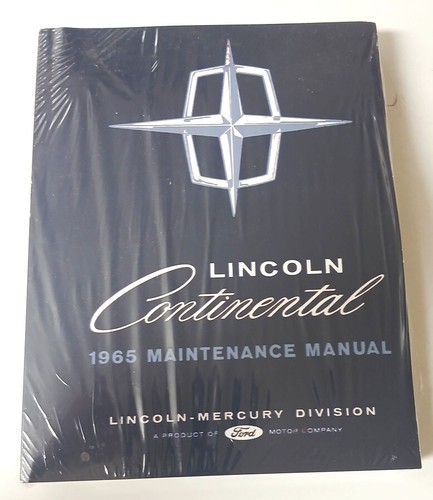 LINCOLN
Continental
1965 MAINTENANCE MANUAL
LINCOLN-MERCURY DIVISION
A PRODUCT OF Ford MOTOR COMPANY